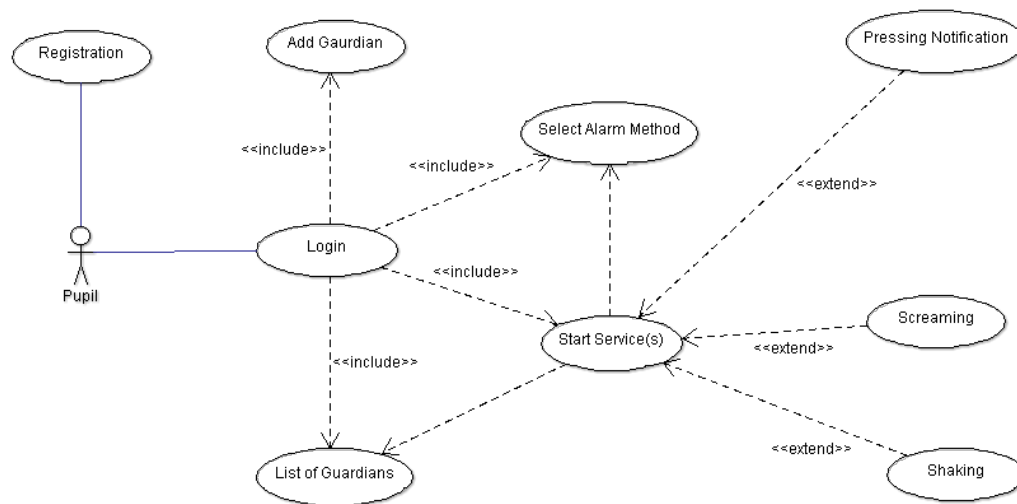 Add Gaurdian
Pressing Notification
Registration
Select Alarm Method
<<include>>
<<include>>
<<extend>>
Login
<<include>>
Pupil
Screaming
Start Service(s)
<<extend>>
<<include>>
<<extend>>
List of Guardians
Shaking